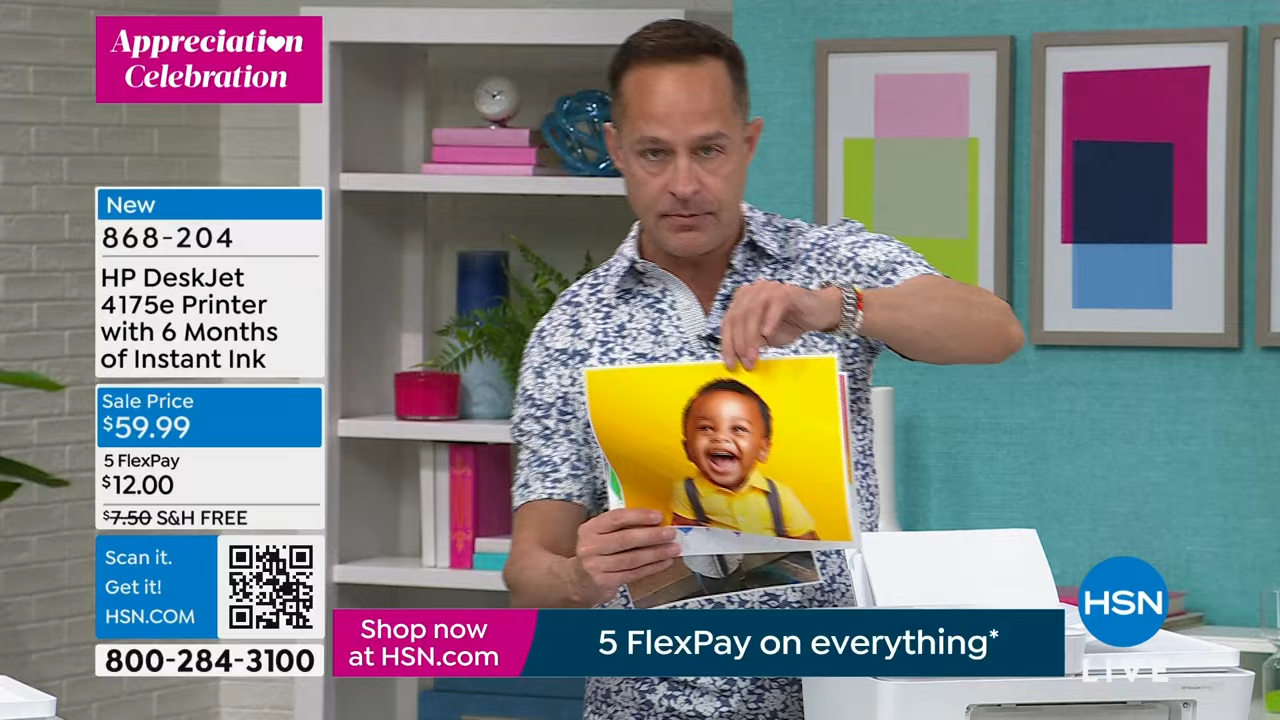 Appreciation
Celebration
New
868-204
HP DeskJet
4175e Printer
with 6 Months
of Instant Ink
Sale Price
$59.99
5 FlexPay
$12.00
$7.50 S&H FREE
Scan it.
Get it!
HSN.COM
800-284-3100
Shop now
at HSN.com
5 FlexPay on everything*
HSN
LIVE